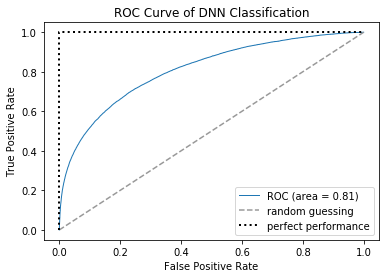 ROC Curve of DNN Classification
True Positive Rate
1.0
0.8
0.6
0.4
0.2
0.0
ROC (area = 0.81)
random guessing
perfect performance
0.0 0.2 0.4 0.6 0.8 1.0
False Positive Rate